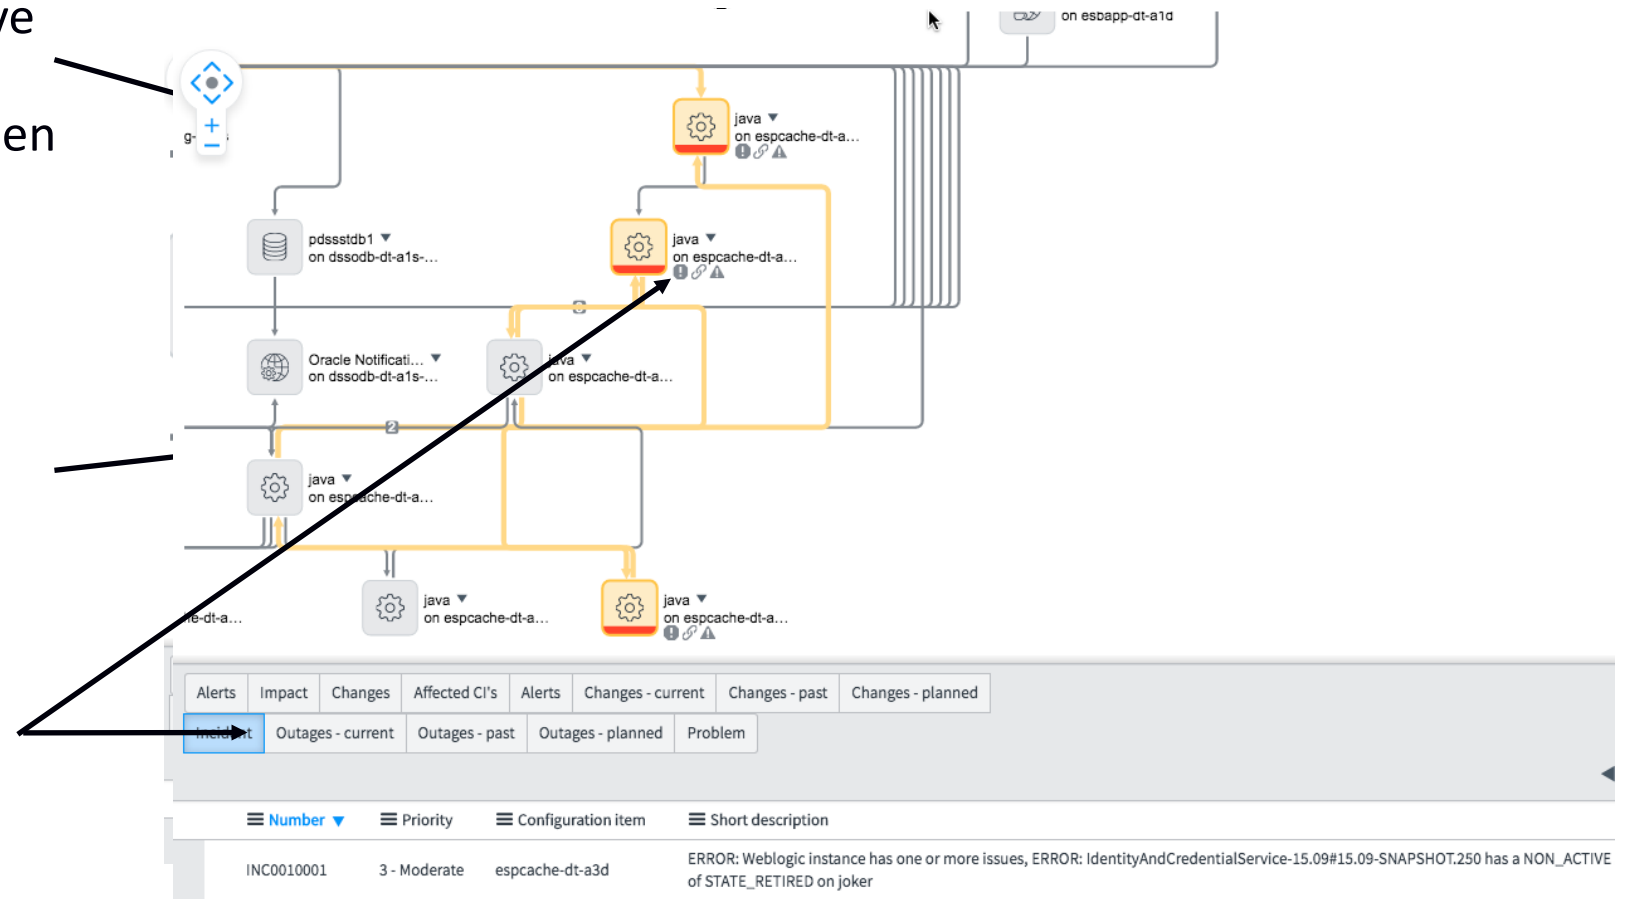 ve
en
on esbapp-dt-a1d
java
on espcache-dt-a...
pdssstdb1
on dssodb-dt-a1s-...
java
on espcache-dt-a...
Oracle Notificati...
on dssodb-dt-a1s-...
java
on espcache-dt-a...
2
java
on espcache-dt-a...
java
on espcache-dt-a...
java
on espcache-dt-a...
Alerts Impact Changes Affected CI's Alerts Changes - current Changes - past Changes - planned
Incident Outages - current Outages - past Outages - planned Problem
Number Priority Configuration item Short description
INC0010001 3 - Moderate espcache-dt-a3d ERROR: Weblogic instance has one or more issues, ERROR: IdentityAndCredentialService-15.09#15.09-SNAPSHOT.250 has a NON_ACTIVE
of STATE_RETIRED on joker